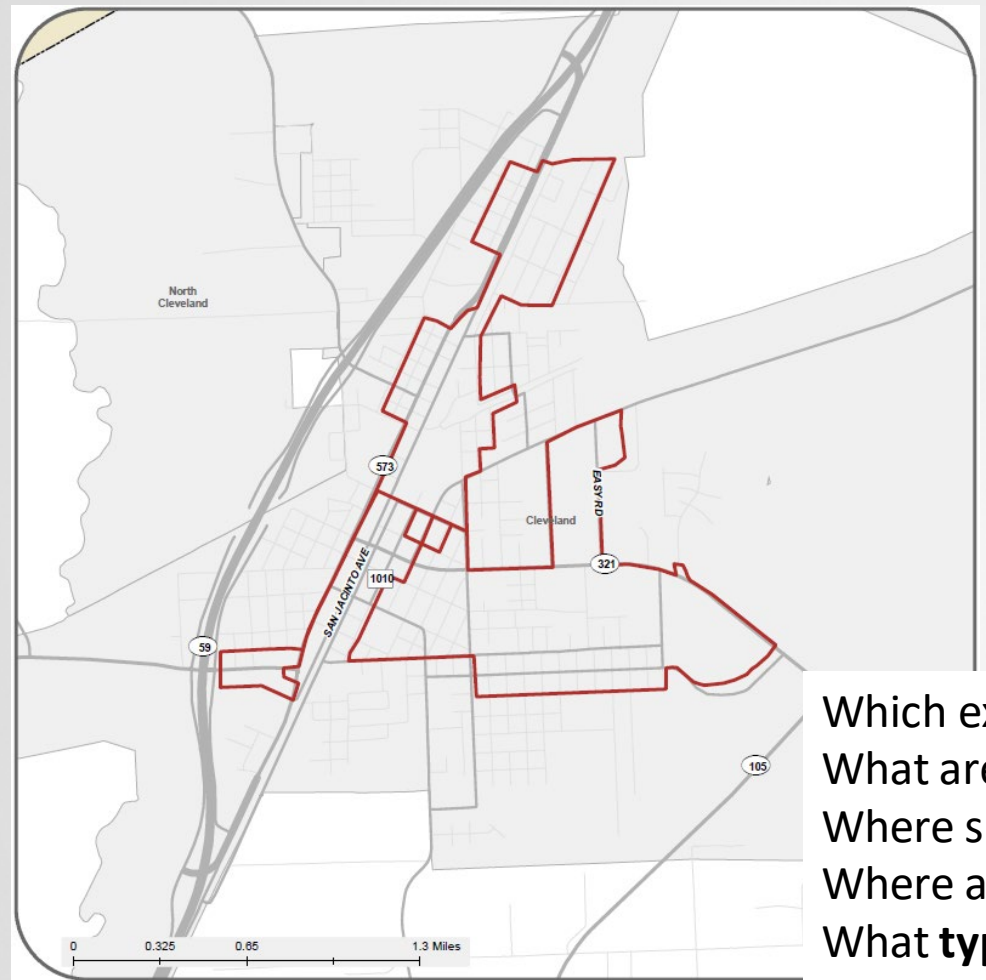 North
Cleveland
573
EASY RD
Cleveland
321
1010
SAN JACINTO AVE
59
105
0 0.325 0.65 1.3 Miles
Which ex
What are
Where s
Where a
What typ